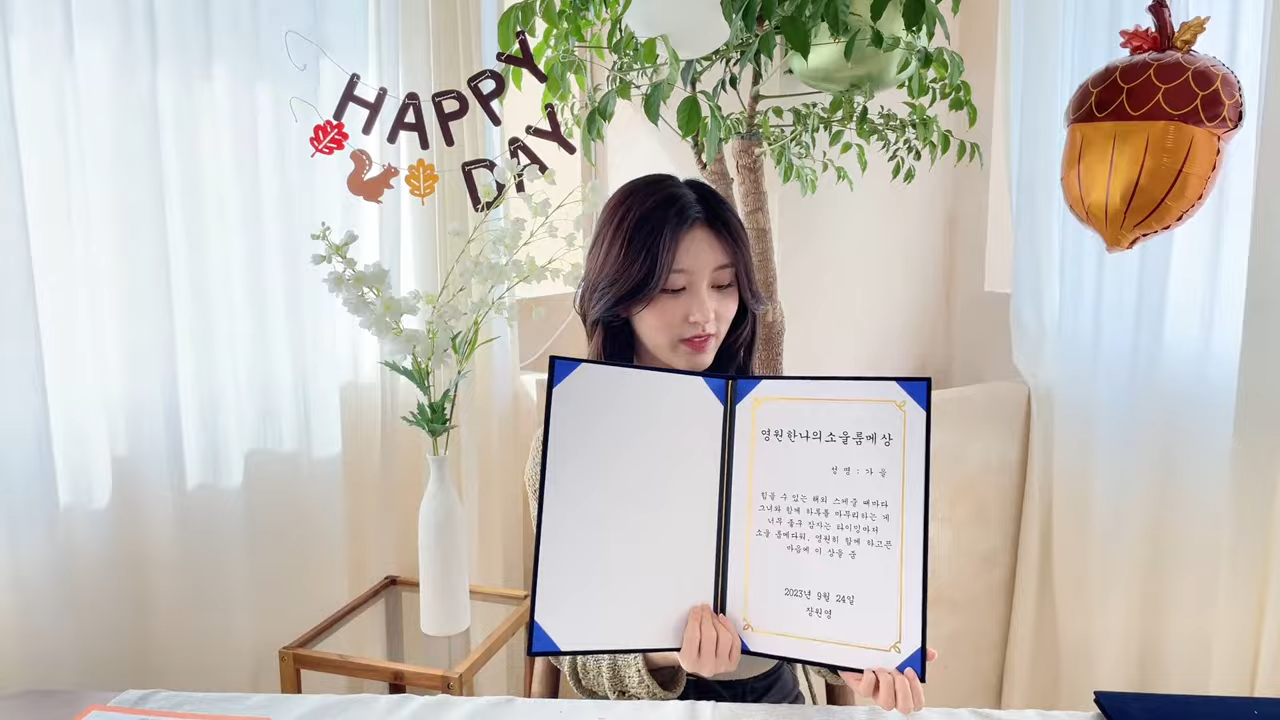 HAPPY
DAY
영원한나의소울룸메 상
성 명 : 가 을
힘들 수 있는 해외 스케줄 때마다
그녀와 함께 하루를 마무리하는 게
너무 즐구 잠자는 타이밍마저
소울 룸메다워, 영원히 함께 하고픈
마음에 이 상을 줌
2023년 9월 24일
장원영